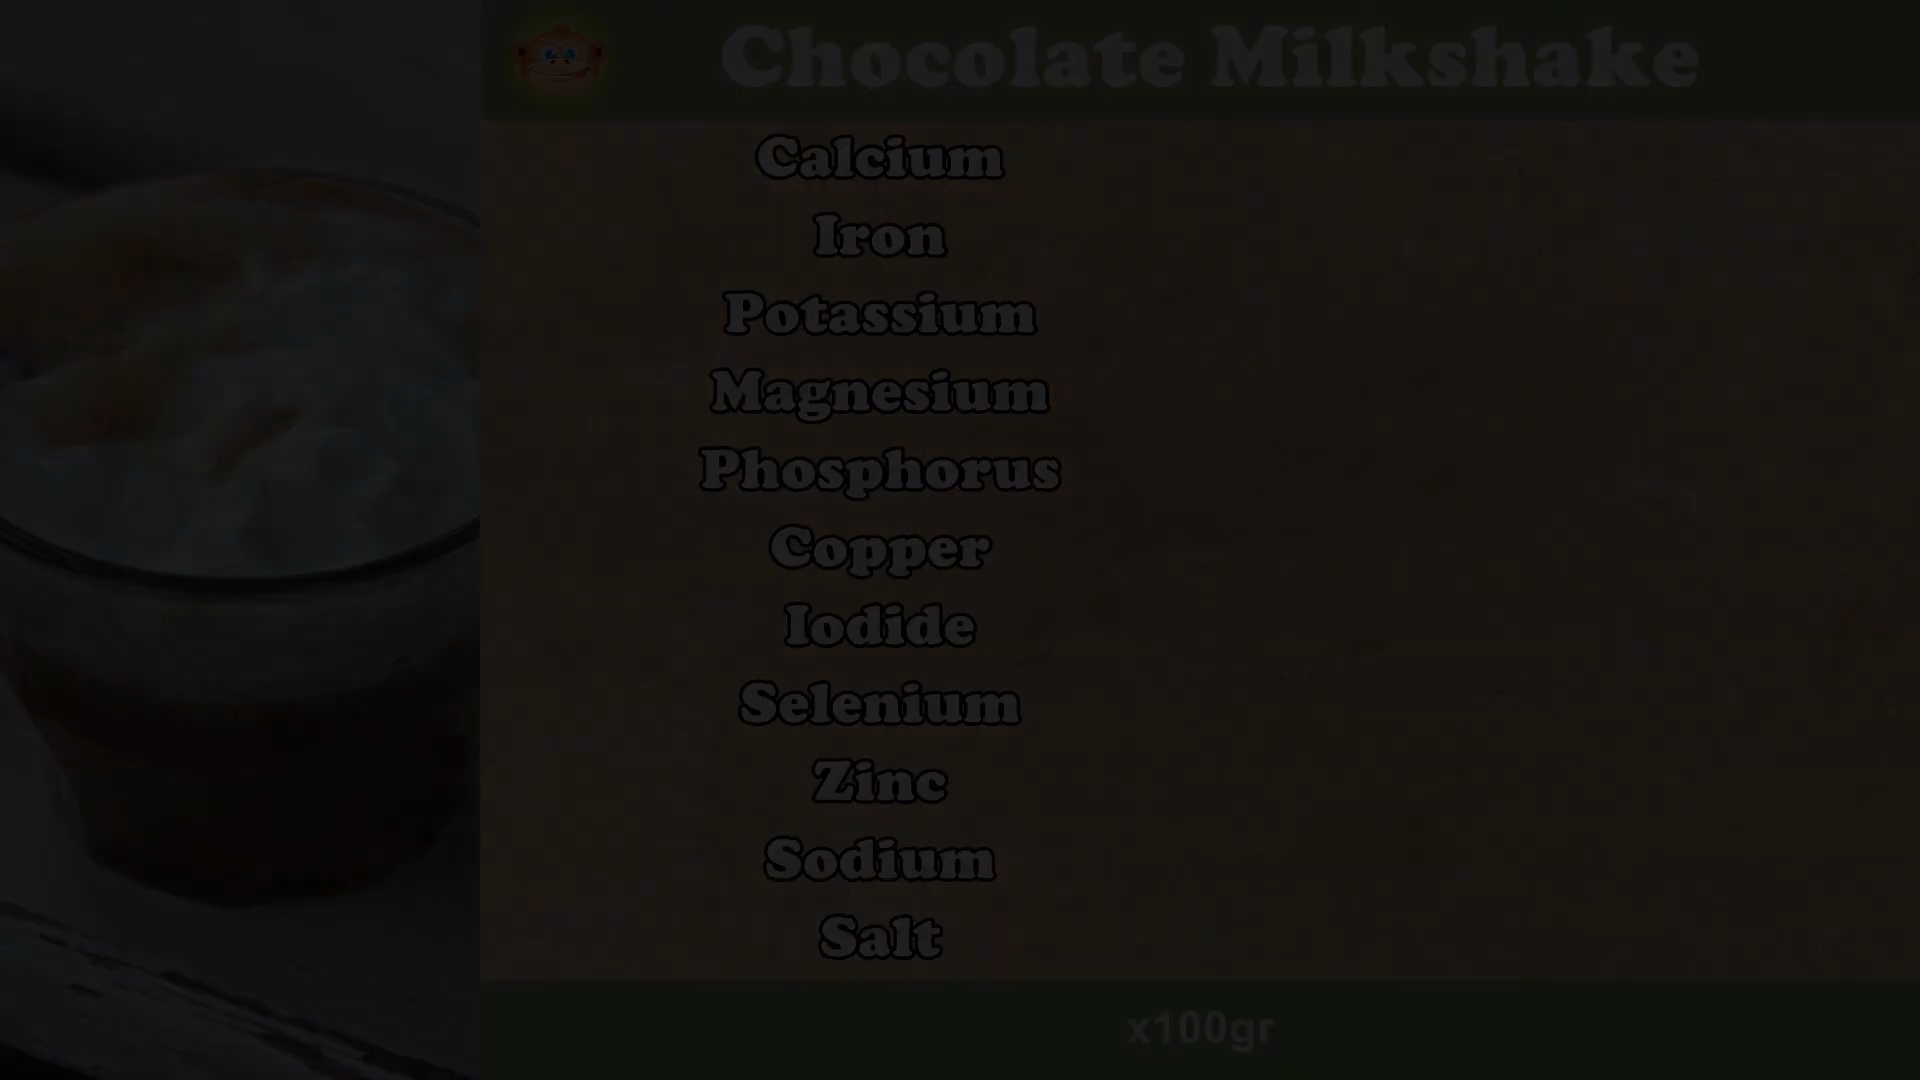 Chocolate Milkshake
Calcium
Iron
Potassium
Magnesium
Phosphorus
Copper
Iodide
Selenium
Zinc
Sodium
Salt
x100gr